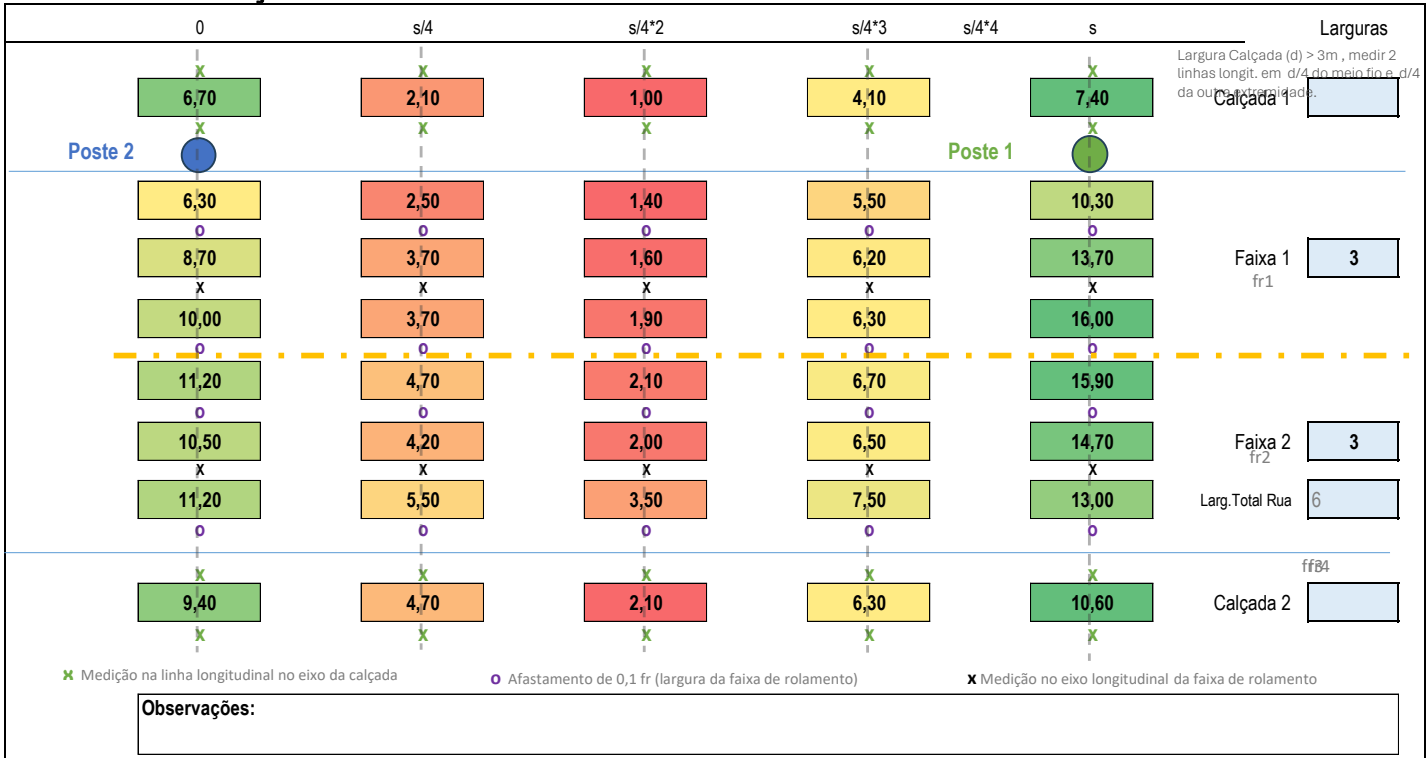 0 s/4 s/4*2 s/4*3 s/4*4 s Larguras
Largura Calçada (d) > 3m , medir 2
linhas longit. em d/4 do meio fio e d/4
da outra extremidade.
x x x x x
6,70 2,10 1,00 4,10 7,40 Calçada 1
x x x x x
Poste 2 Poste 1
6,30 2,50 1,40 5,50 10,30
o o o o o
8,70 3,70 1,60 6,20 13,70 Faixa 1 3
fr1
x x x x x
10,00 3,70 1,90 6,30 16,00
o o o o o
11,20 4,70 2,10 6,70 15,90
o o o o o
10,50 4,20 2,00 6,50 14,70 Faixa 2 3
fr2
x x x x x
11,20 5,50 3,50 7,50 13,00 Larg.Total Rua 6
o o o o o
x x x x x
9,40 4,70 2,10 6,30 10,60 Calçada 2
x x x x x
x Medição na linha longitudinal no eixo da calçada o Afastamento de 0,1 fr (largura da faixa de rolamento) x Medição no eixo longitudinal da faixa de rolamento
Observações: